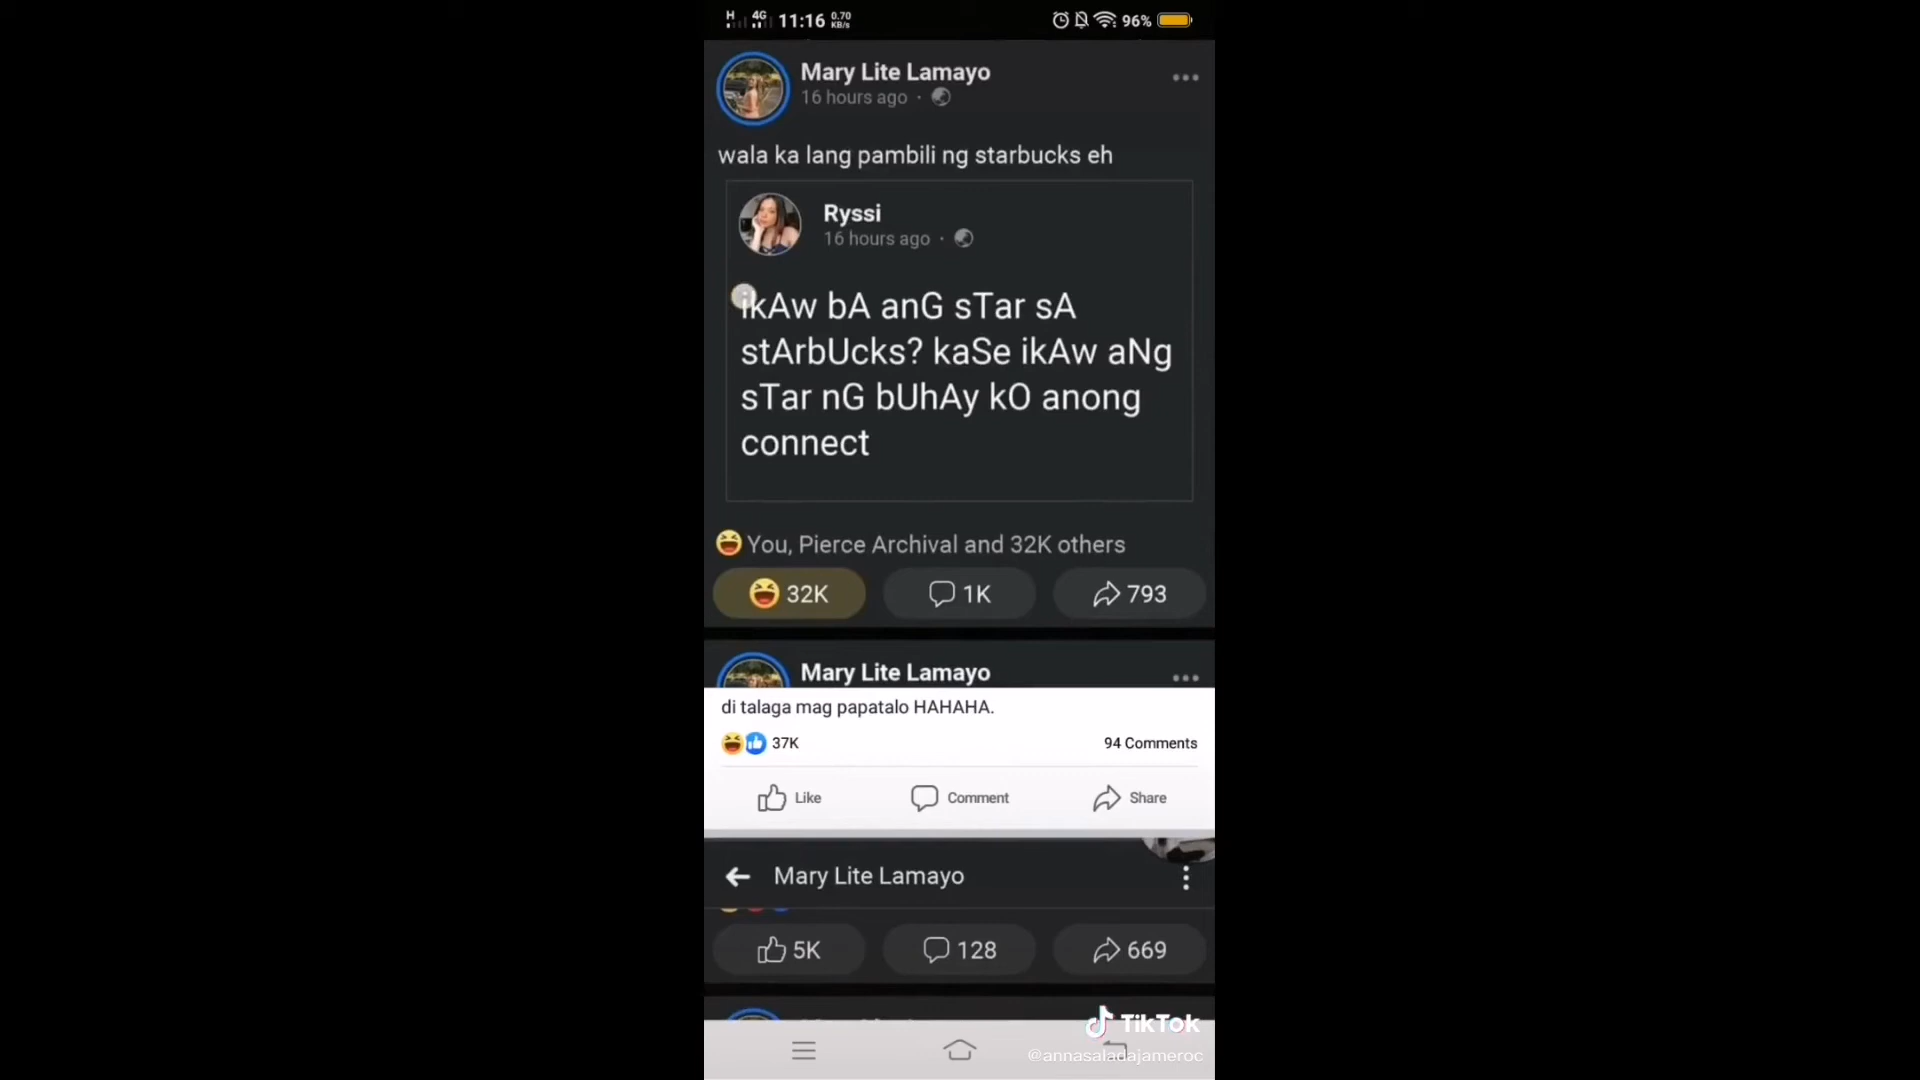 H 4G 11:16 0.70 KB/s 96%
Mary Lite Lamayo
16 hours ago ·
wala ka lang pambili ng starbucks eh
Ryssi
16 hours ago ·
ikAw bA anG sTar sA
stArbUcks? kaSe ikAw aNg
sTar nG bUhAy kO anong
connect
You, Pierce Archival and 32K others
32K 1K 793
Mary Lite Lamayo
di talaga mag papatalo HAHAHA.
37K 94 Comments
Like Comment Share
Mary Lite Lamayo
5K 128 669
TikTok
@annasaladajameroc